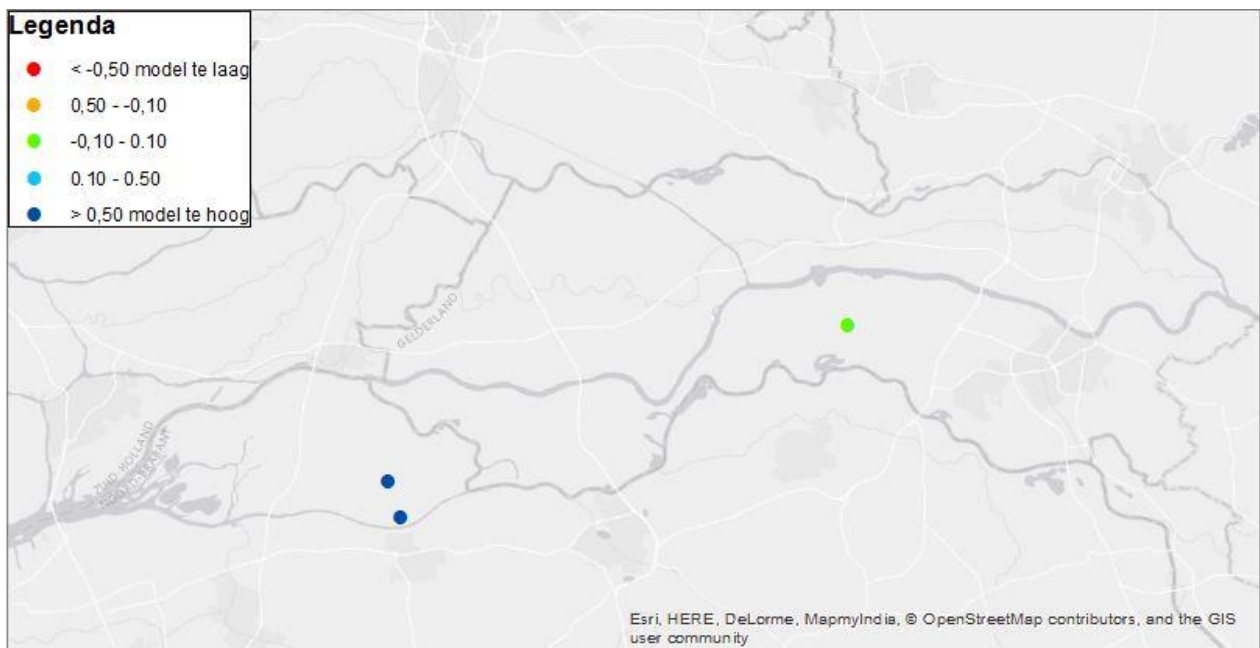 Legenda
< -0,50 model te laag
0,50 - -0,10
-0,10 - 0.10
0.10 - 0.50
> 0,50 model te hoog
GELDERLAND
ZUID-HOLLAND
NOORD-BRABANT
Esri, HERE, DeLorme, MapmyIndia, © OpenStreetMap contributors, and the GIS
user community